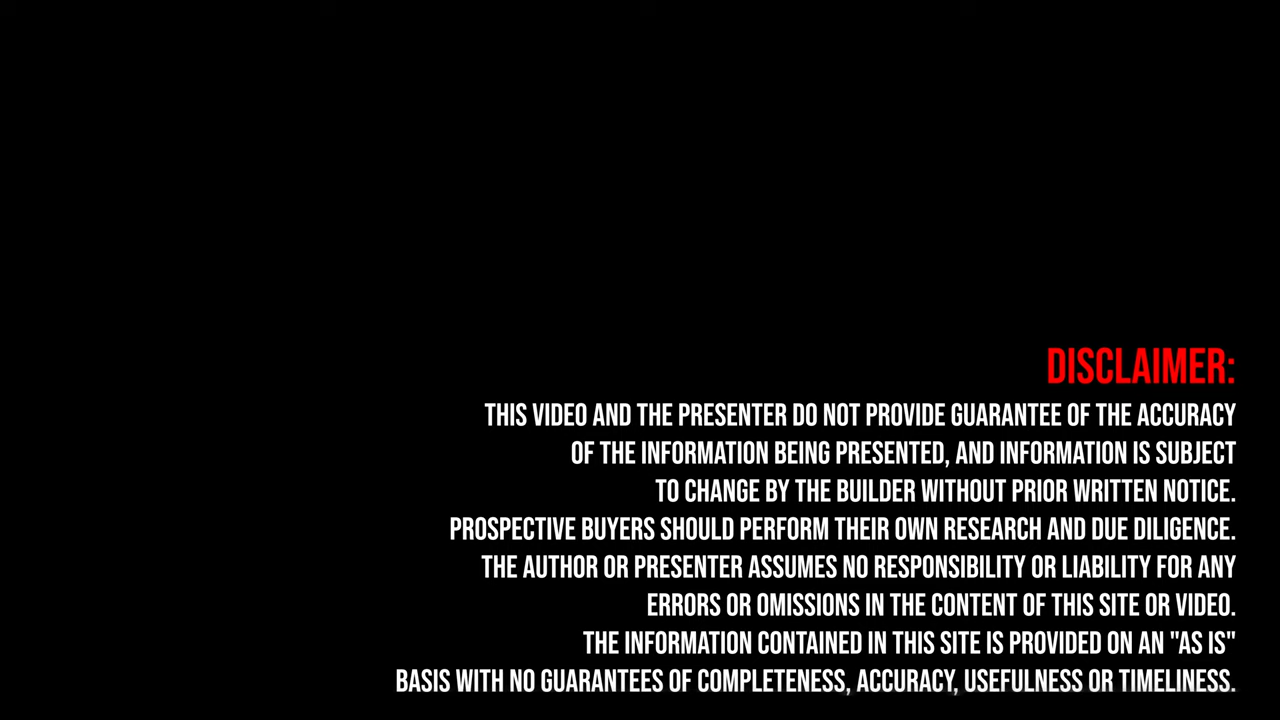 DISCLAIMER:
THIS VIDEO AND THE PRESENTER DO NOT PROVIDE GUARANTEE OF THE ACCURACY
OF THE INFORMATION BEING PRESENTED, AND INFORMATION IS SUBJECT
TO CHANGE BY THE BUILDER WITHOUT PRIOR WRITTEN NOTICE.
PROSPECTIVE BUYERS SHOULD PERFORM THEIR OWN RESEARCH AND DUE DILIGENCE.
THE AUTHOR OR PRESENTER ASSUMES NO RESPONSIBILITY OR LIABILITY FOR ANY
ERRORS OR OMISSIONS IN THE CONTENT OF THIS SITE OR VIDEO.
THE INFORMATION CONTAINED IN THIS SITE IS PROVIDED ON AN "AS IS"
BASIS WITH NO GUARANTEES OF COMPLETENESS, ACCURACY, USEFULNESS OR TIMELINESS.